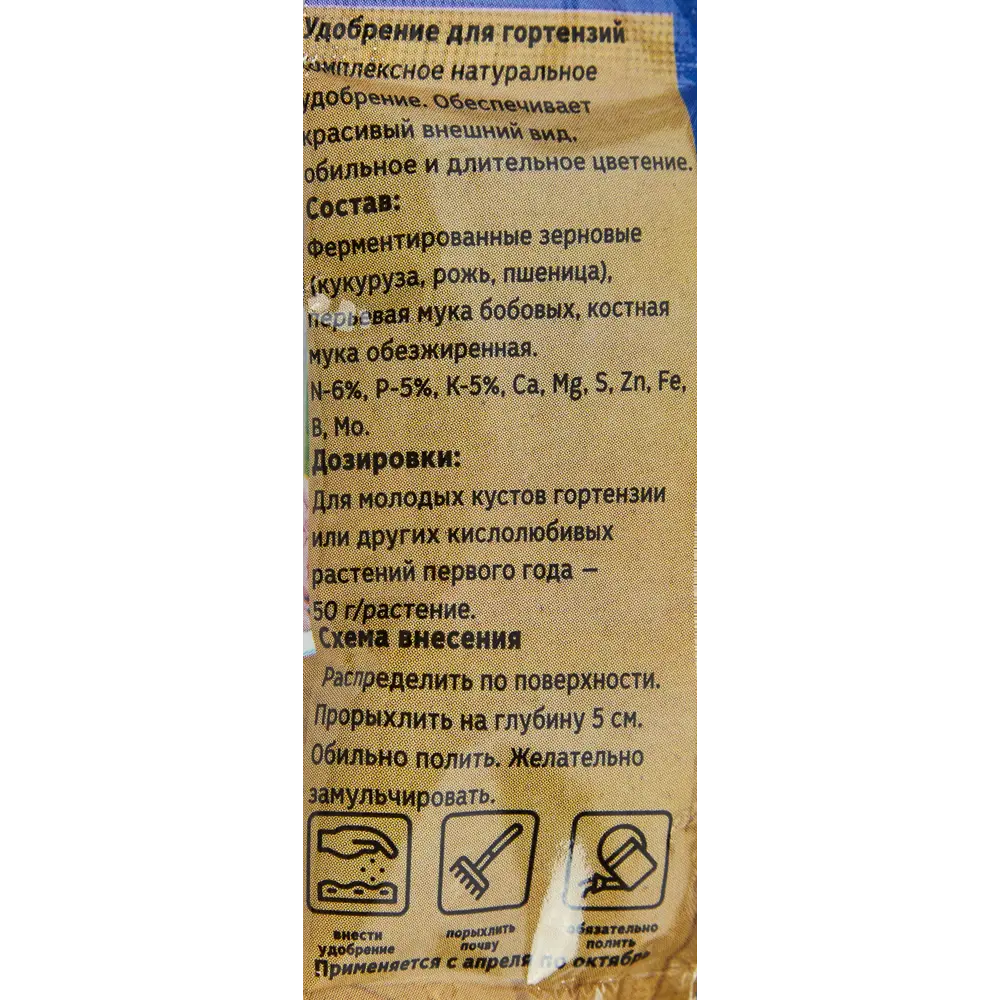 Удобрение для гортензий
комплексное натуральное
удобрение. Обеспечивает
красивый внешний вид,
обильное и длительное цветение.
Состав:
Ферментированные зерновые
(кукуруза, рожь, пшеница),
перьевая мука бобовых, костная
мука обезжиренная.
N-6%, P-5%, K-5%, Ca, Mg, S, Zn, Fe,
B, Mo.
Дозировки:
Для молодых кустов гортензии
или других кислолюбивых
растений первого года –
50 г/растение.
Схема внесения
Распределить по поверхности.
Прорыхлить на глубину 5 см.
Обильно полить. Желательно
замульчировать.
внести
удобрение
порыхлить
почву
обязательно
полить
Применяется с апреля по октябрь